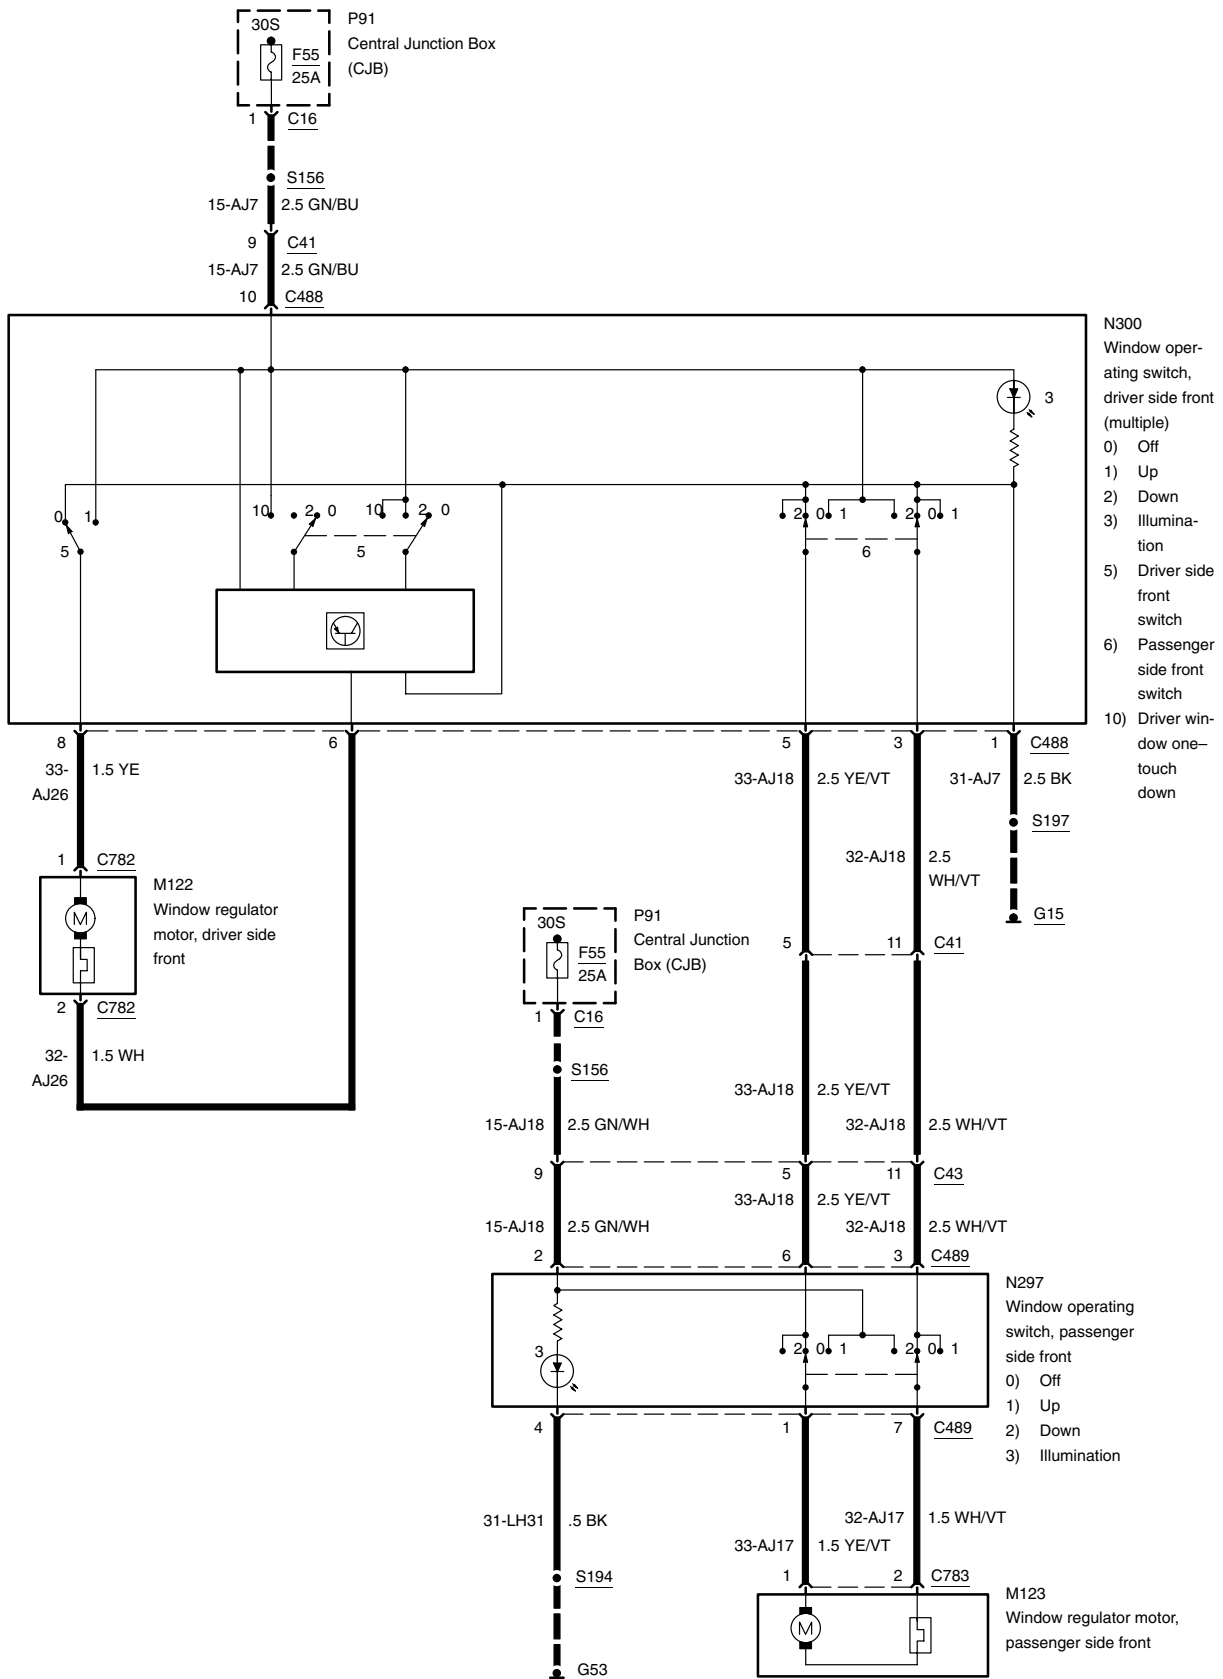 30S
F55
25A
P91
Central Junction Box
(CJB)
1 C16
S156
15-AJ7 2.5 GN/BU
9 C41
15-AJ7 2.5 GN/BU
10 C488
N300
Window oper-
ating switch,
driver side front
(multiple)
0) Off
1) Up
2) Down
3) Illumina-
tion
5) Driver side
front
switch
6) Passenger
side front
switch
10) Driver win-
dow one–
touch
down
3
0 1
5
10 2 0
10 2 0
5
2 0 1
2 0 1
6
8
6
5
3
1 C488
33-
AJ26
1.5 YE
33-AJ18 2.5 YE/VT
31-AJ7 2.5 BK
S197
32-AJ18 2.5
WH/VT
G15
1 C782
M
M122
Window regulator
motor, driver side
front
2 C782
32-
AJ26
1.5 WH
30S
F55
25A
P91
Central Junction
Box (CJB)
5 11 C41
1 C16
S156
33-AJ18 2.5 YE/VT
15-AJ18 2.5 GN/WH
32-AJ18 2.5 WH/VT
9 5 11 C43
33-AJ18 2.5 YE/VT
15-AJ18 2.5 GN/WH
32-AJ18 2.5 WH/VT
2 6 3 C489
N297
Window operating
switch, passenger
side front
0) Off
1) Up
2) Down
3) Illumination
3
2 0 1
2 0 1
4 1 7 C489
31-LH31 .5 BK
32-AJ17 1.5 WH/VT
33-AJ17 1.5 YE/VT
S194
1 2 C783
M
M123
Window regulator motor,
passenger side front
G53